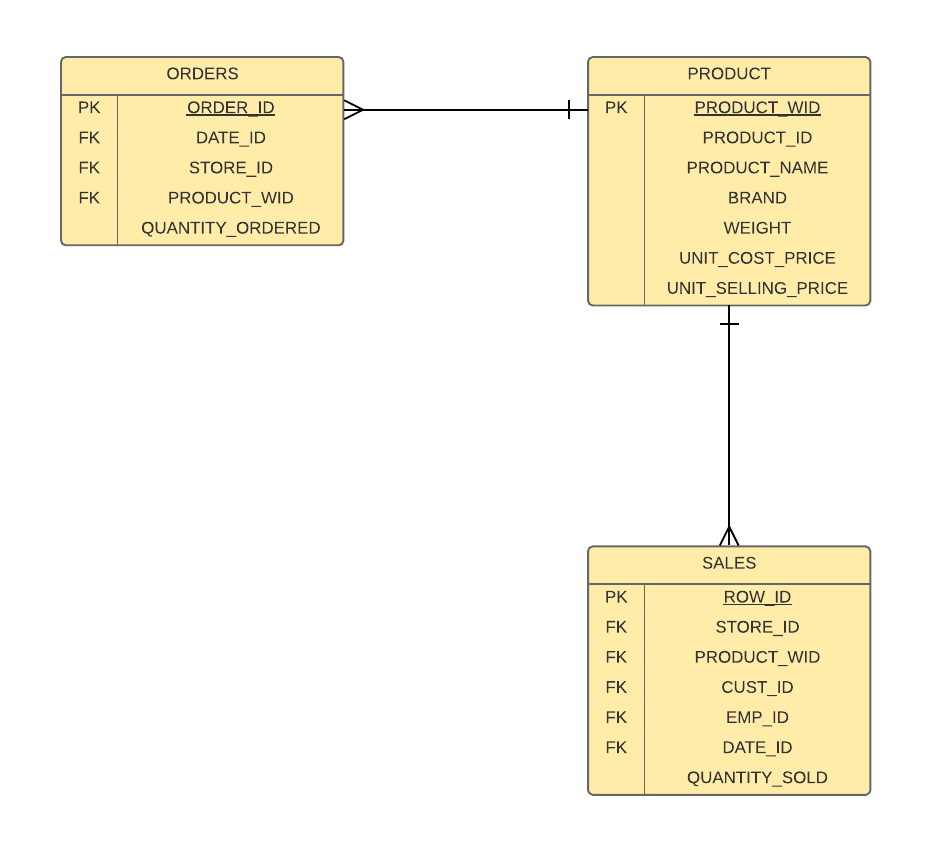 ORDERS
PK ORDER_ID
FK DATE_ID
FK STORE_ID
FK PRODUCT_WID
QUANTITY_ORDERED
PRODUCT
PK PRODUCT_WID
PRODUCT_ID
PRODUCT_NAME
BRAND
WEIGHT
UNIT_COST_PRICE
UNIT_SELLING_PRICE
SALES
PK ROW_ID
FK STORE_ID
FK PRODUCT_WID
FK CUST_ID
FK EMP_ID
FK DATE_ID
QUANTITY_SOLD